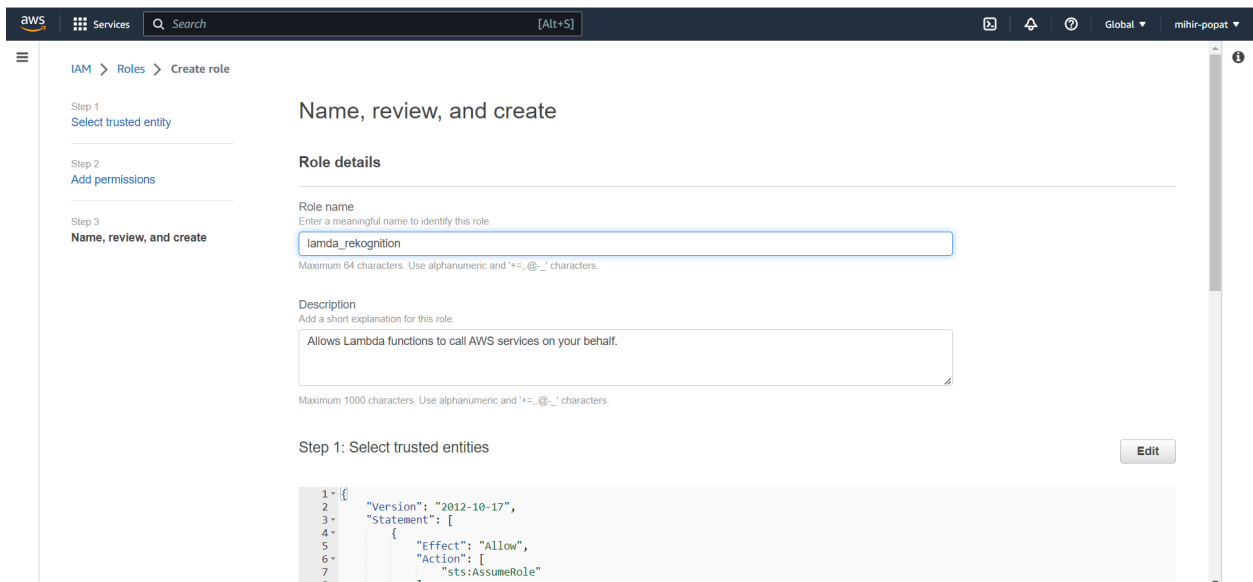 aws
Services
Search [Alt+S]
Global
mihir-popat
IAM > Roles > Create role
Step 1
Select trusted entity
Step 2
Add permissions
Step 3
Name, review, and create
Name, review, and create
Role details
Role name
Enter a meaningful name to identify this role.
lamda_rekognition
Maximum 64 characters. Use alphanumeric and '+=,.@-_' characters.
Description
Add a short explanation for this role.
Allows Lambda functions to call AWS services on your behalf.
Maximum 1000 characters. Use alphanumeric and '+=,.@-_' characters.
Step 1: Select trusted entities
Edit
1 {
2 "Version": "2012-10-17",
3 "Statement": [
4 {
5 "Effect": "Allow",
6 "Action": [
7 "sts:AssumeRole"